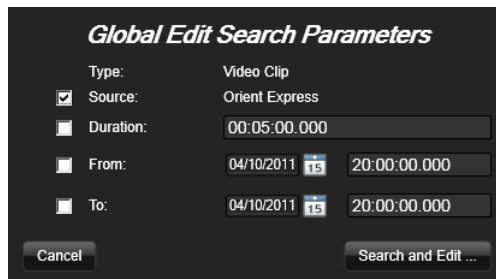 Global Edit Search Parameters
Type: Video Clip
Source: Orient Express
Duration: 00:05:00.000
From: 04/10/2011 15 20:00:00.000
To: 04/10/2011 15 20:00:00.000
Cancel Search and Edit ...